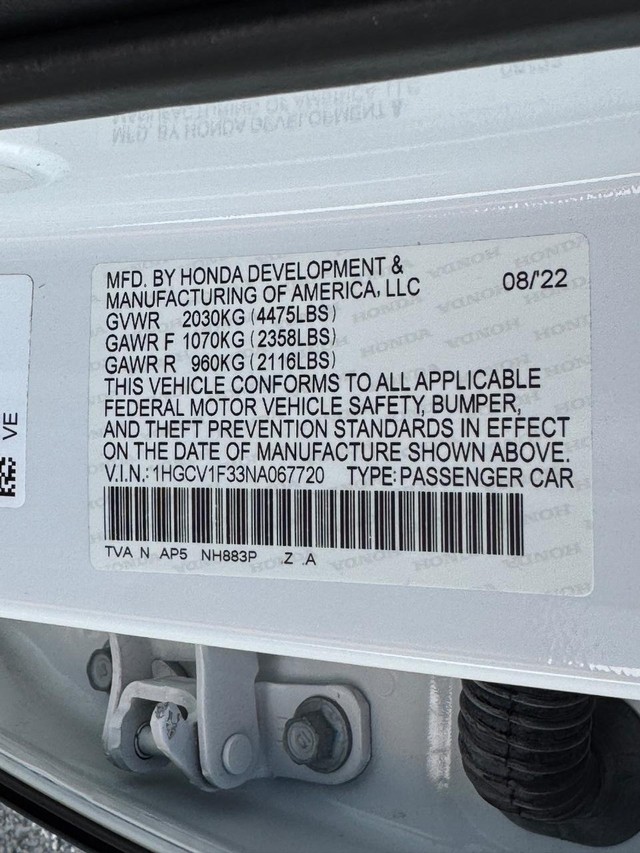 MFD. BY HONDA DEVELOPMENT &
MANUFACTURING OF AMERICA, LLC 08/'22
GVWR 2030KG (4475LBS)
GAWR F 1070KG (2358LBS)
GAWR R 960KG (2116LBS)
THIS VEHICLE CONFORMS TO ALL APPLICABLE
FEDERAL MOTOR VEHICLE SAFETY, BUMPER,
AND THEFT PREVENTION STANDARDS IN EFFECT
ON THE DATE OF MANUFACTURE SHOWN ABOVE.
V.I.N.: 1HGCV1F33NA067720 TYPE: PASSENGER CAR
TVA N AP5 NH883P .Z .A
VE